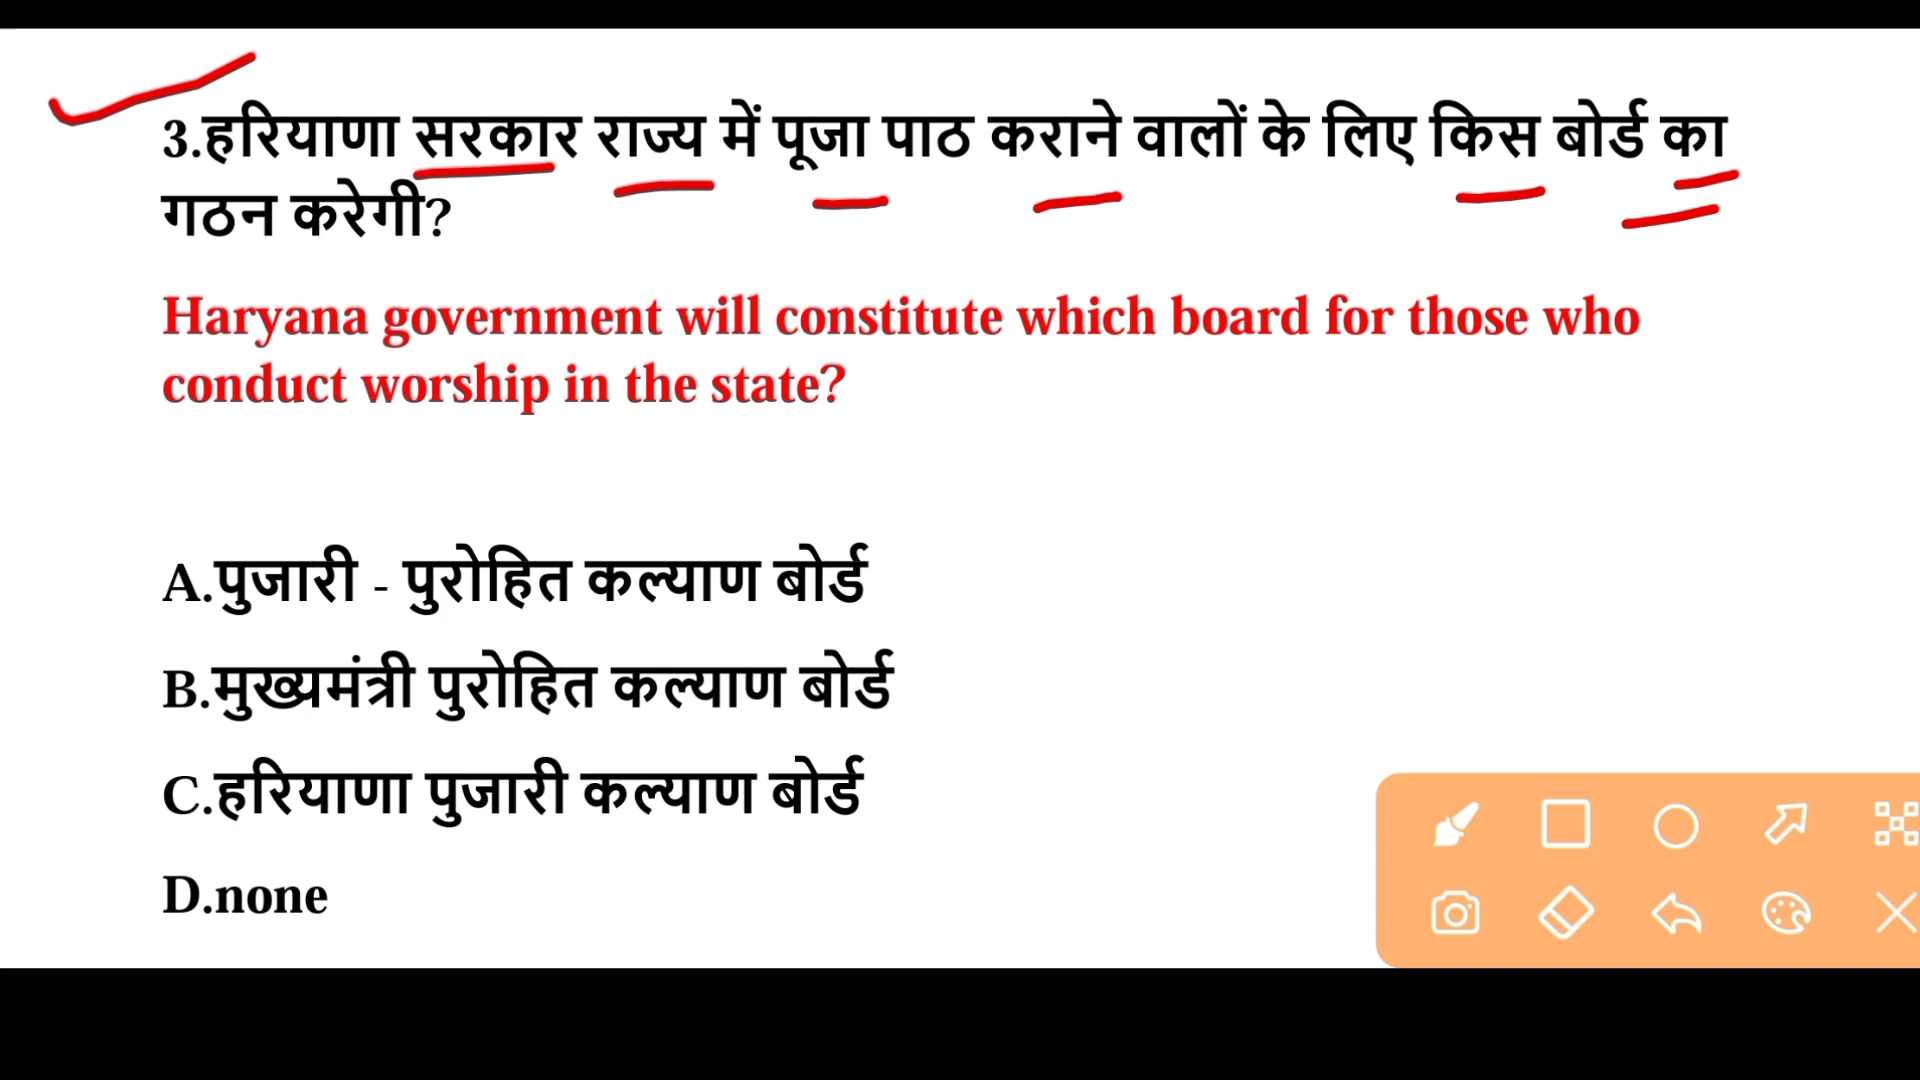 3.हरियाणा सरकार राज्य में पूजा पाठ कराने वालों के लिए किस बोर्ड का
गठन करेगी?
Haryana government will constitute which board for those who
conduct worship in the state?
A.पुजारी - पुरोहित कल्याण बोर्ड
B.मुख्यमंत्री पुरोहित कल्याण बोर्ड
C.हरियाणा पुजारी कल्याण बोर्ड
D.none